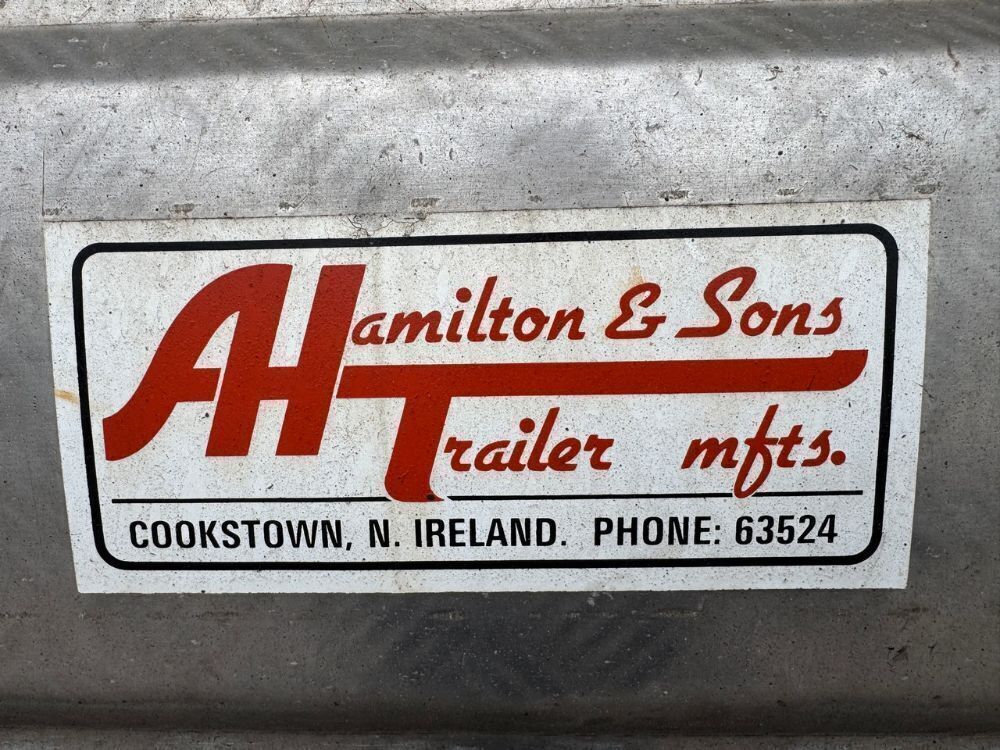 AHamilton & Sons
Trailer mfts.
COOKSTOWN, N. IRELAND. PHONE: 63524